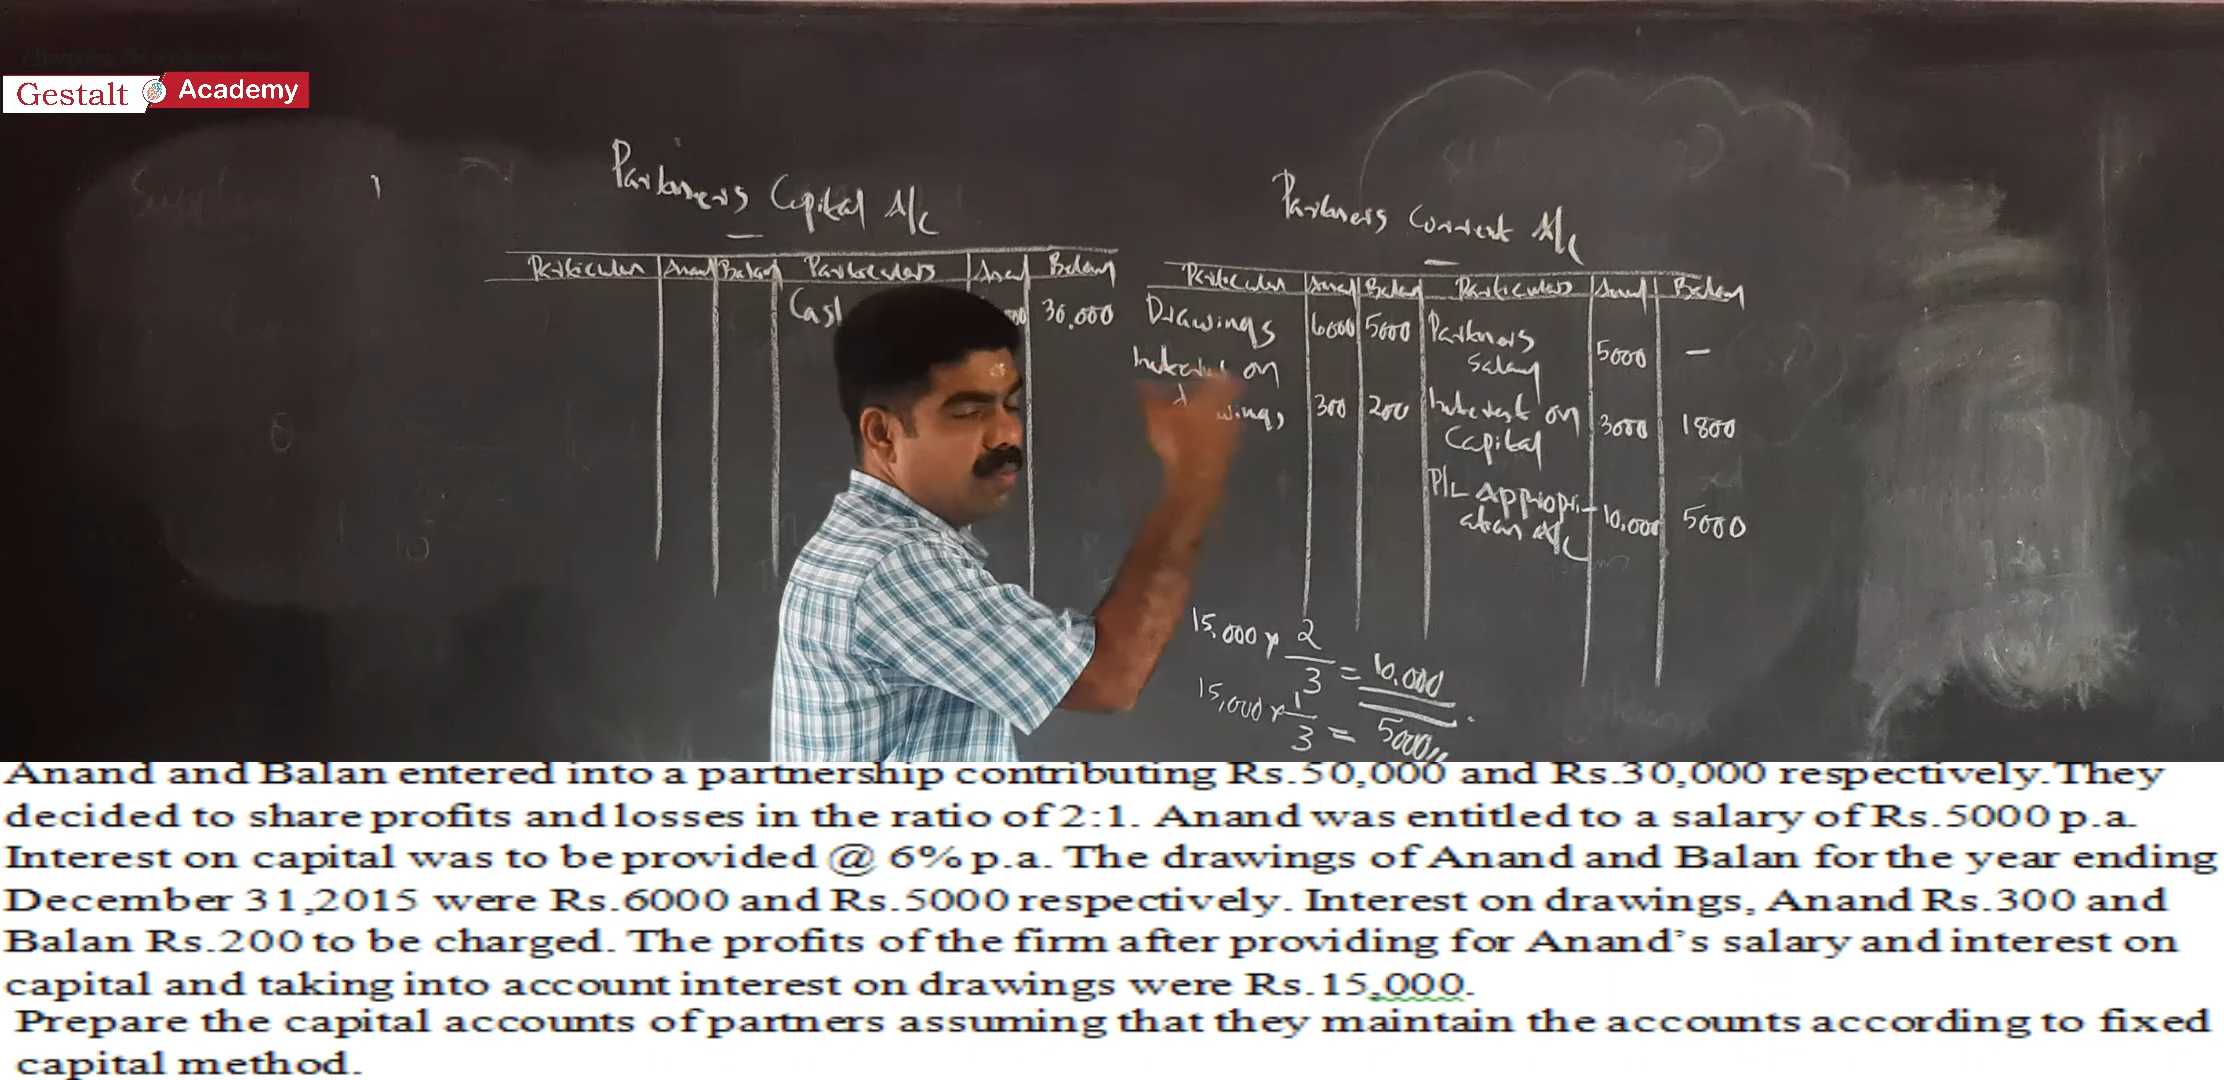 Gestalt Academy
Partners Capital A/c
Particulars Anand Balan Particulars Anand Balan
Cas 000 30,000
Partners Current A/c
Particulars Anand Balan Particulars Anand Balan
Drawings 6000 5000 Partners
Salary 5000 —
Interest on
wings 300 200 Interest on
Capital 3000 1800
P/L Appropri-
ation A/c 10,000 5000
15,000 x 2/3 = 10,000
15,000 x 1/3 = 5000
Anand and Balan entered into a partnership contributing Rs.50,000 and Rs.30,000 respectively.They
decided to share profits and losses in the ratio of 2:1. Anand was entitled to a salary of Rs.5000 p.a.
Interest on capital was to be provided @ 6% p.a. The drawings of Anand and Balan for the year ending
December 31,2015 were Rs.6000 and Rs.5000 respectively. Interest on drawings, Anand Rs.300 and
Balan Rs.200 to be charged. The profits of the firm after providing for Anand's salary and interest on
capital and taking into account interest on drawings were Rs.15,000.
Prepare the capital accounts of partners assuming that they maintain the accounts according to fixed
capital method.